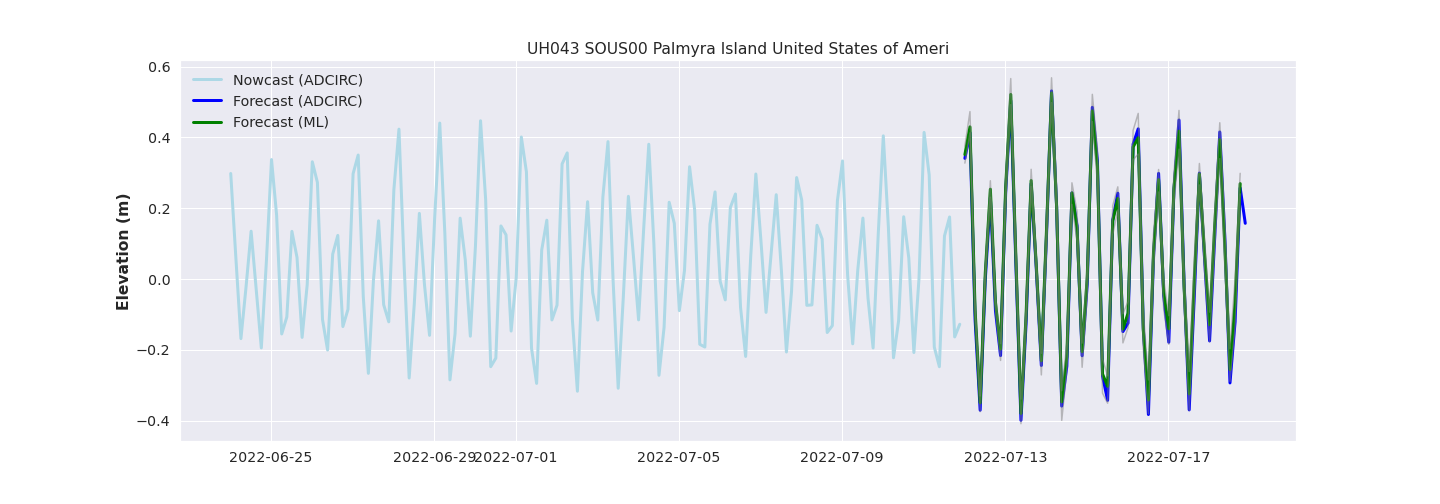 UH043 SOUS00 Palmyra Island United States of Ameri
Nowcast (ADCIRC)
Forecast (ADCIRC)
Forecast (ML)
Elevation (m)
0.6
0.4
0.2
0.0
−0.2
−0.4
2022-06-25 2022-06-29 2022-07-01 2022-07-05 2022-07-09 2022-07-13 2022-07-17